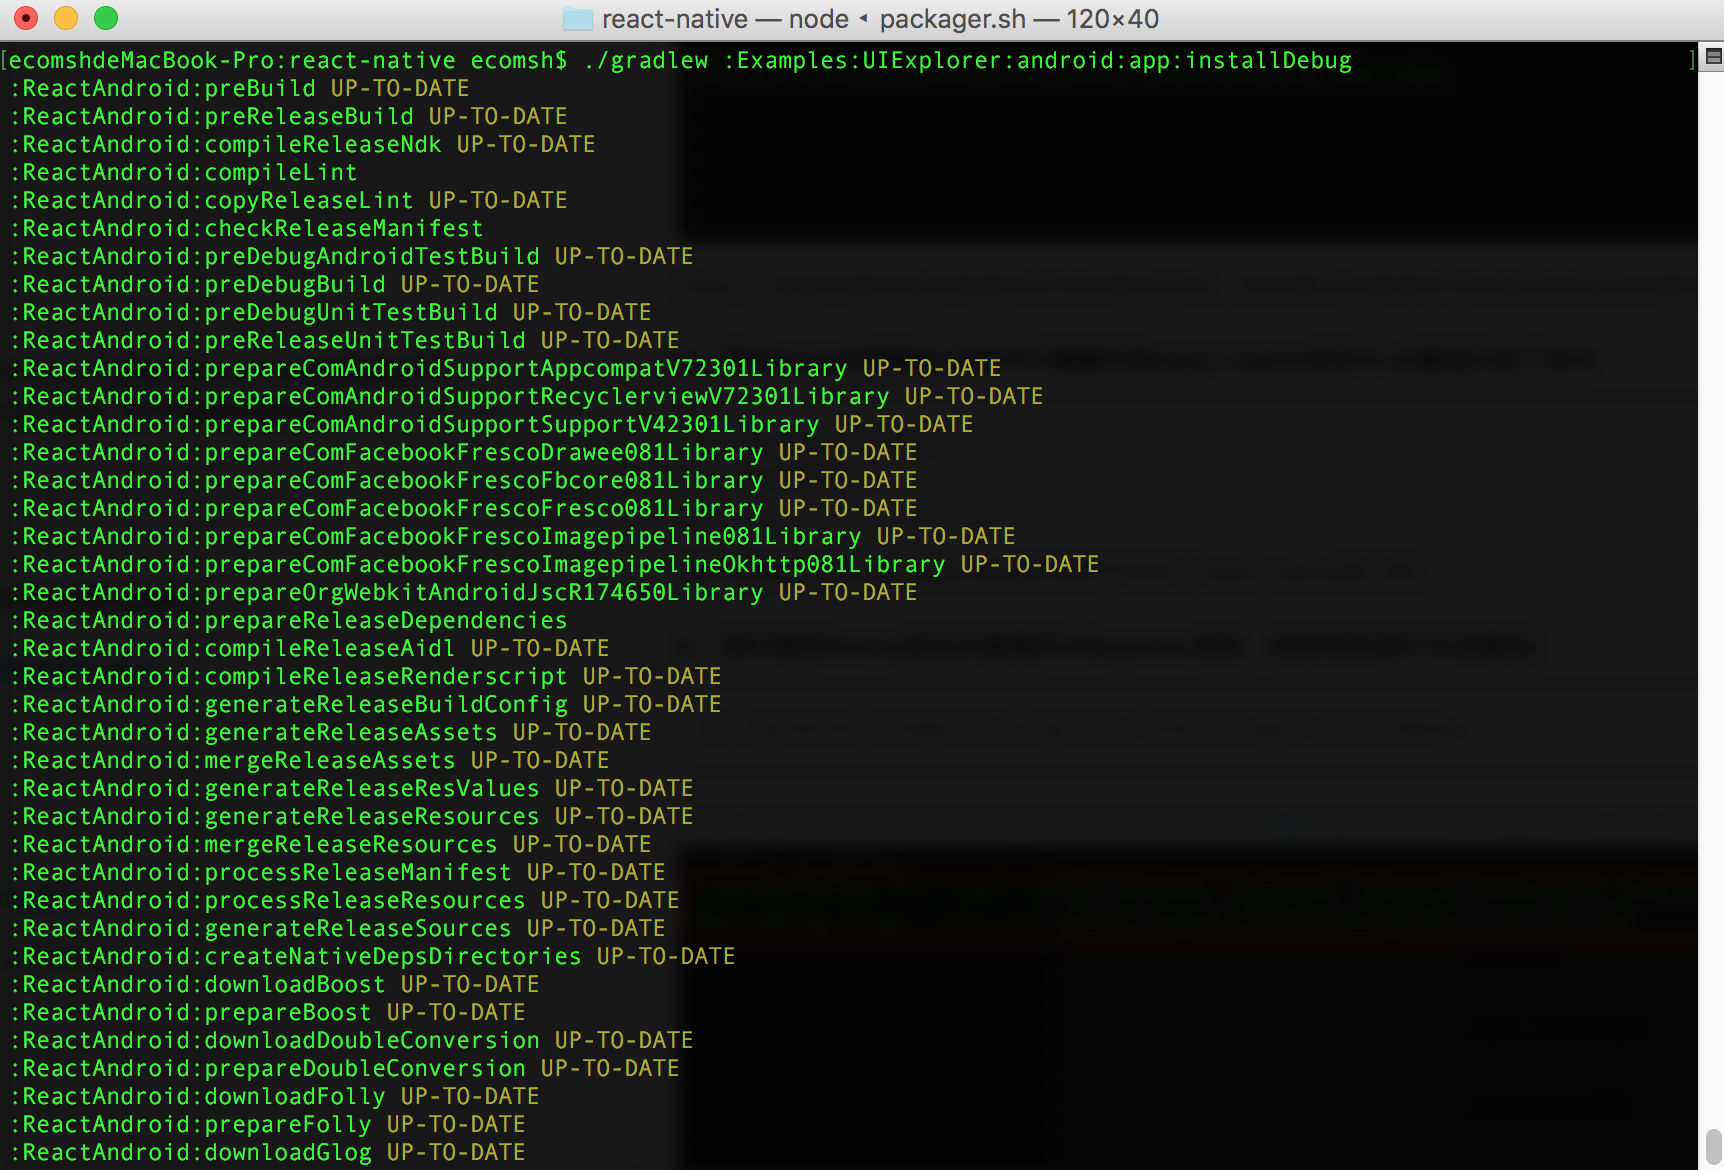 react-native — node ◂ packager.sh — 120×40
[ecomshdeMacBook-Pro:react-native ecomsh$ ./gradlew :Examples:UIExplorer:android:app:installDebug ]
:ReactAndroid:preBuild UP-TO-DATE
:ReactAndroid:preReleaseBuild UP-TO-DATE
:ReactAndroid:compileReleaseNdk UP-TO-DATE
:ReactAndroid:compileLint
:ReactAndroid:copyReleaseLint UP-TO-DATE
:ReactAndroid:checkReleaseManifest
:ReactAndroid:preDebugAndroidTestBuild UP-TO-DATE
:ReactAndroid:preDebugBuild UP-TO-DATE
:ReactAndroid:preDebugUnitTestBuild UP-TO-DATE
:ReactAndroid:preReleaseUnitTestBuild UP-TO-DATE
:ReactAndroid:prepareComAndroidSupportAppcompatV72301Library UP-TO-DATE
:ReactAndroid:prepareComAndroidSupportRecyclerviewV72301Library UP-TO-DATE
:ReactAndroid:prepareComAndroidSupportSupportV42301Library UP-TO-DATE
:ReactAndroid:prepareComFacebookFrescoDrawee081Library UP-TO-DATE
:ReactAndroid:prepareComFacebookFrescoFbcore081Library UP-TO-DATE
:ReactAndroid:prepareComFacebookFrescoFresco081Library UP-TO-DATE
:ReactAndroid:prepareComFacebookFrescoImagepipeline081Library UP-TO-DATE
:ReactAndroid:prepareComFacebookFrescoImagepipelineOkhttp081Library UP-TO-DATE
:ReactAndroid:prepareOrgWebkitAndroidJscR174650Library UP-TO-DATE
:ReactAndroid:prepareReleaseDependencies
:ReactAndroid:compileReleaseAidl UP-TO-DATE
:ReactAndroid:compileReleaseRenderscript UP-TO-DATE
:ReactAndroid:generateReleaseBuildConfig UP-TO-DATE
:ReactAndroid:generateReleaseAssets UP-TO-DATE
:ReactAndroid:mergeReleaseAssets UP-TO-DATE
:ReactAndroid:generateReleaseResValues UP-TO-DATE
:ReactAndroid:generateReleaseResources UP-TO-DATE
:ReactAndroid:mergeReleaseResources UP-TO-DATE
:ReactAndroid:processReleaseManifest UP-TO-DATE
:ReactAndroid:processReleaseResources UP-TO-DATE
:ReactAndroid:generateReleaseSources UP-TO-DATE
:ReactAndroid:createNativeDepsDirectories UP-TO-DATE
:ReactAndroid:downloadBoost UP-TO-DATE
:ReactAndroid:prepareBoost UP-TO-DATE
:ReactAndroid:downloadDoubleConversion UP-TO-DATE
:ReactAndroid:prepareDoubleConversion UP-TO-DATE
:ReactAndroid:downloadFolly UP-TO-DATE
:ReactAndroid:prepareFolly UP-TO-DATE
:ReactAndroid:downloadGlog UP-TO-DATE